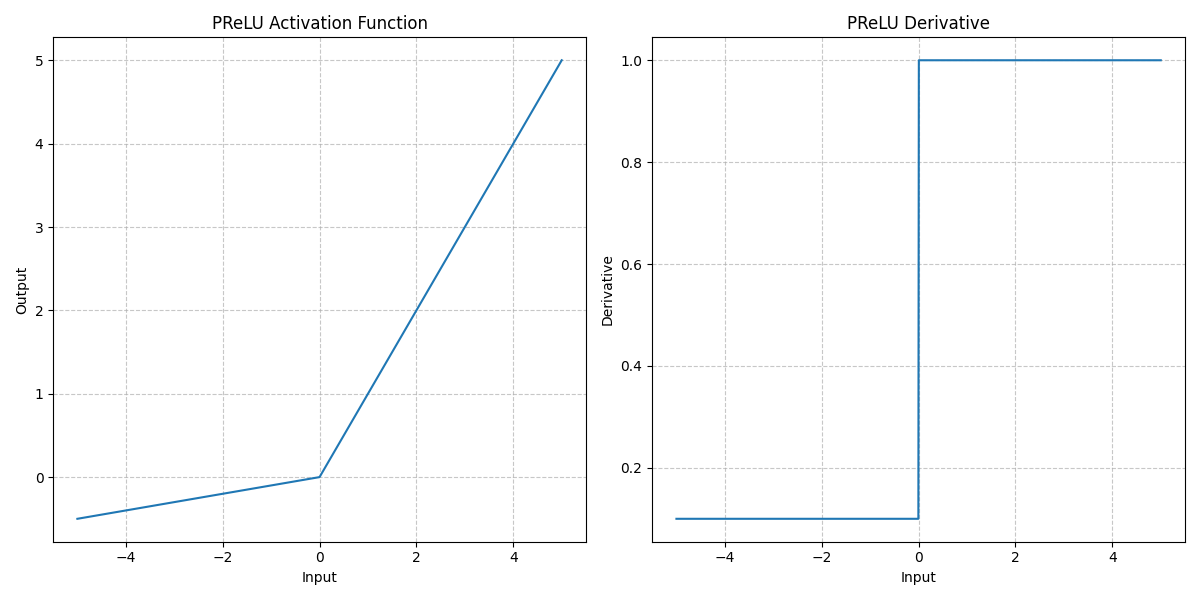 PReLU Activation Function
Output
5
4
3
2
1
0
−4 −2 0 2 4
Input
PReLU Derivative
Derivative
1.0
0.8
0.6
0.4
0.2
−4 −2 0 2 4
Input